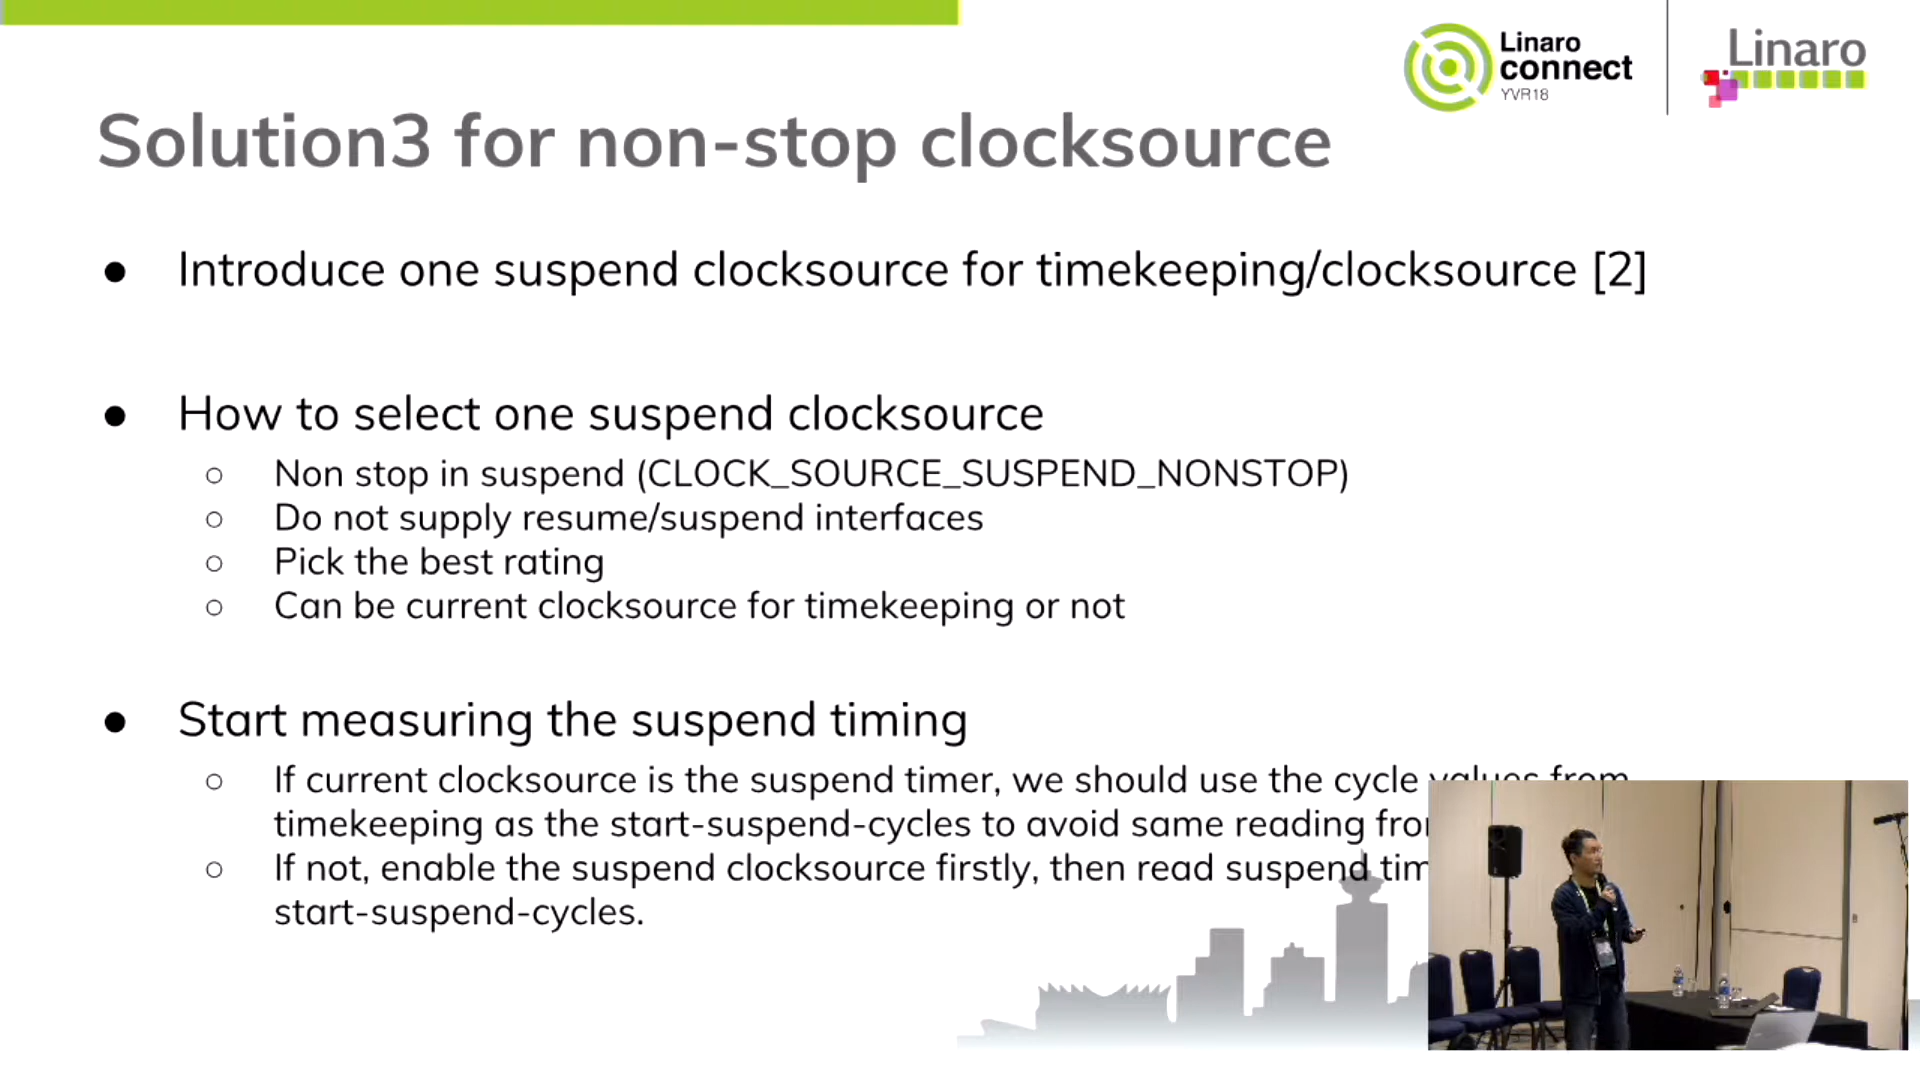 Linaro
connect
YVR18
Linaro
Solution3 for non-stop clocksource
● Introduce one suspend clocksource for timekeeping/clocksource [2]
● How to select one suspend clocksource
○ Non stop in suspend (CLOCK_SOURCE_SUSPEND_NONSTOP)
○ Do not supply resume/suspend interfaces
○ Pick the best rating
○ Can be current clocksource for timekeeping or not
● Start measuring the suspend timing
○ If current clocksource is the suspend timer, we should use the cycle values from
timekeeping as the start-suspend-cycles to avoid same reading
○ If not, enable the suspend clocksource firstly, then read suspend
start-suspend-cycles.